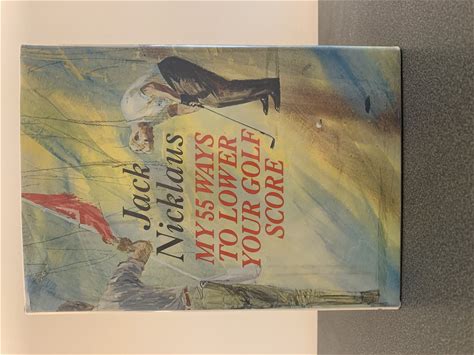 Jack
Nicklaus
MY 55 WAYS
TO LOWER
YOUR GOLF
SCORE